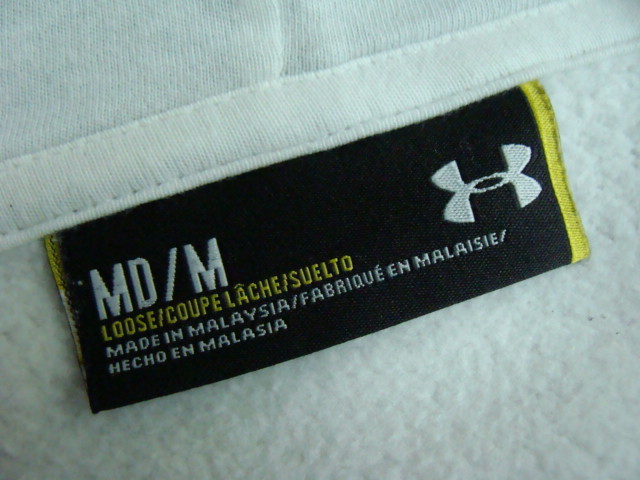 MD/M
LOOSE/COUPE LÂCHE/SUELTO
MADE IN MALAYSIA/FABRIQUÉ EN MALAISIE/
HECHO EN MALASIA